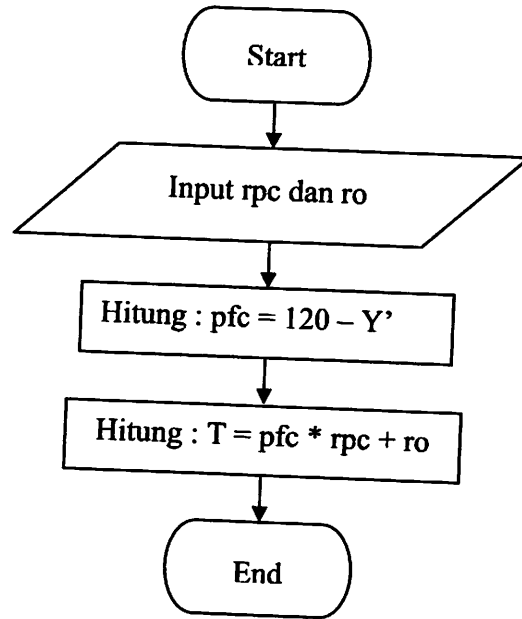 Start
Input rpc dan ro
Hitung : pfc = 120 – Y’
Hitung : T = pfc * rpc + ro
End